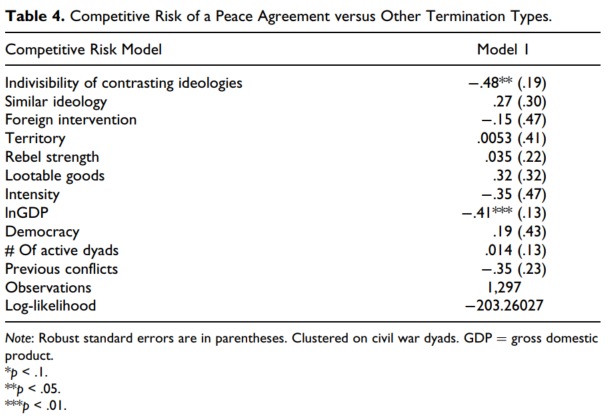 Table 4. Competitive Risk of a Peace Agreement versus Other Termination Types.
Competitive Risk Model Model 1
Indivisibility of contrasting ideologies −.48** (.19)
Similar ideology .27 (.30)
Foreign intervention −.15 (.47)
Territory .0053 (.41)
Rebel strength .035 (.22)
Lootable goods .32 (.32)
Intensity −.35 (.47)
lnGDP −.41*** (.13)
Democracy .19 (.43)
# Of active dyads .014 (.13)
Previous conflicts −.35 (.23)
Observations 1,297
Log-likelihood −203.26027
Note: Robust standard errors are in parentheses. Clustered on civil war dyads. GDP = gross domestic
product.
*p < .1.
**p < .05.
***p < .01.